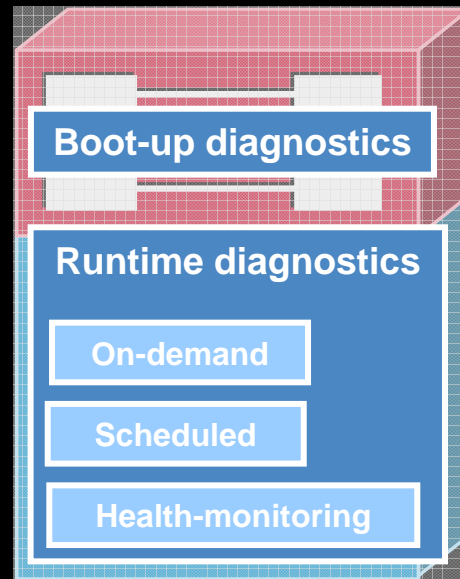 Boot-up diagnostics
Runtime diagnostics
On-demand
Scheduled
Health-monitoring